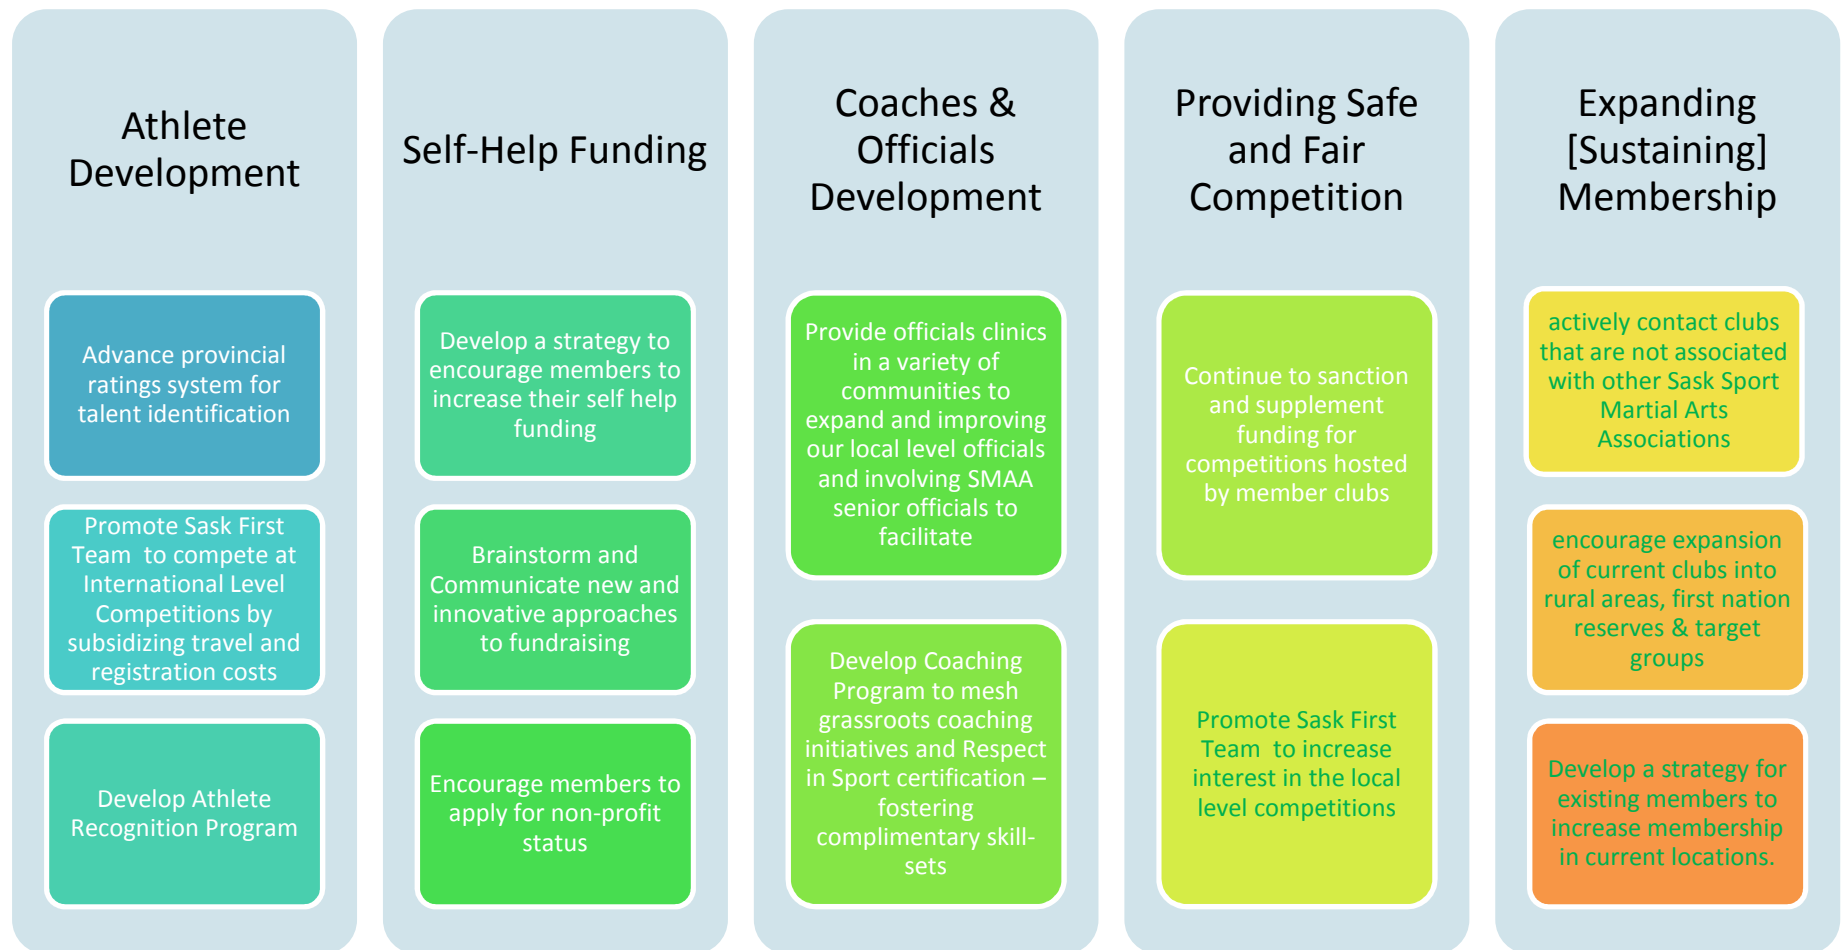 Athlete
Development
Advance provincial
ratings system for
talent identification
Promote Sask First
Team  to compete at
International Level
Competitions by
subsidizing travel and
registration costs
Develop Athlete
Recognition Program
Self-Help Funding
Develop a strategy to
encourage members to
increase their self help
funding
Brainstorm and
Communicate new and
innovative approaches
to fundraising
Encourage members to
apply for non-profit
status
Coaches &
Officials
Development
Provide officials clinics
in a variety of
communities to
expand and improving
our local level officials
and involving SMAA
senior officials to
facilitate
Develop Coaching
Program to mesh
grassroots coaching
initiatives and Respect
in Sport certification –
fostering
complimentary skill-
sets
Providing Safe
and Fair
Competition
Continue to sanction
and supplement
funding for
competitions hosted
by member clubs
Promote Sask First
Team  to increase
interest in the local
level competitions
Expanding
[Sustaining]
Membership
actively contact clubs
that are not associated
with other Sask Sport
Martial Arts
Associations
encourage expansion
of current clubs into
rural areas, first nation
reserves & target
groups
Develop a strategy for
existing members to
increase membership
in current locations.